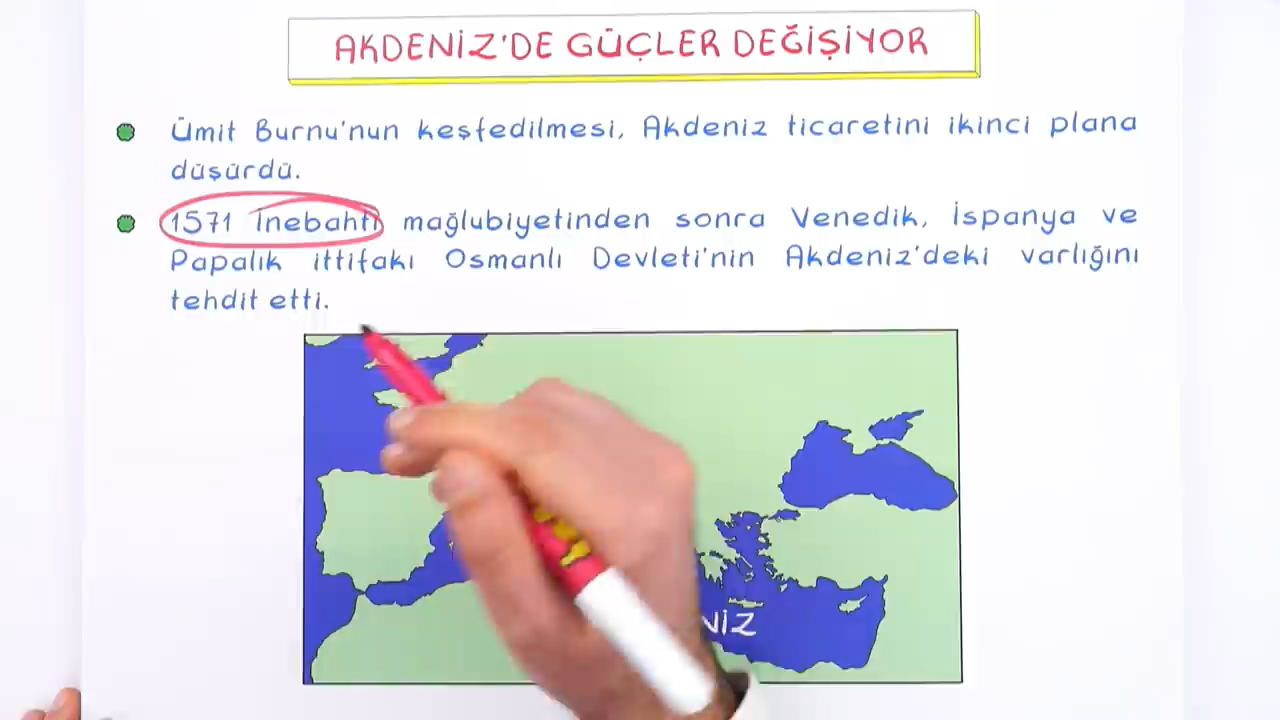 AKDENİZ'DE GÜÇLER DEĞİŞİYOR
Ümit Burnu'nun keşfedilmesi, Akdeniz ticaretini ikinci plana
düşürdü.
1571 İnebahtı mağlubiyetinden sonra Venedik, İspanya ve
Papalık ittifakı Osmanlı Devleti'nin Akdeniz'deki varlığını
tehdit etti.